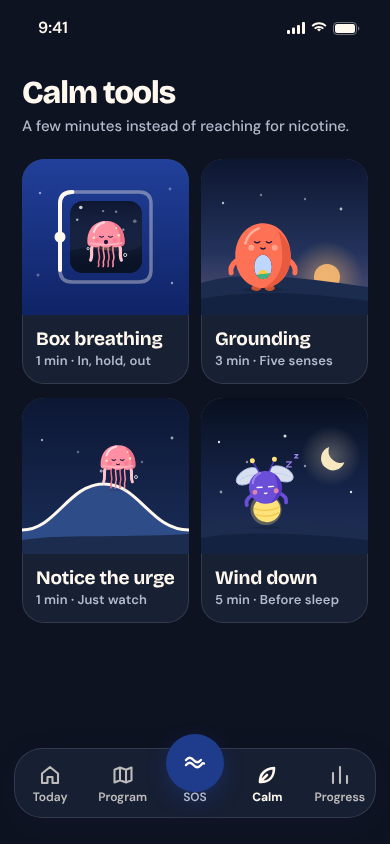 9:41
Calm tools
A few minutes instead of reaching for nicotine.
Box breathing
1 min · In, hold, out
Grounding
3 min · Five senses
z z
Notice the urge
1 min · Just watch
Wind down
5 min · Before sleep
Today
Program
SOS
Calm
Progress